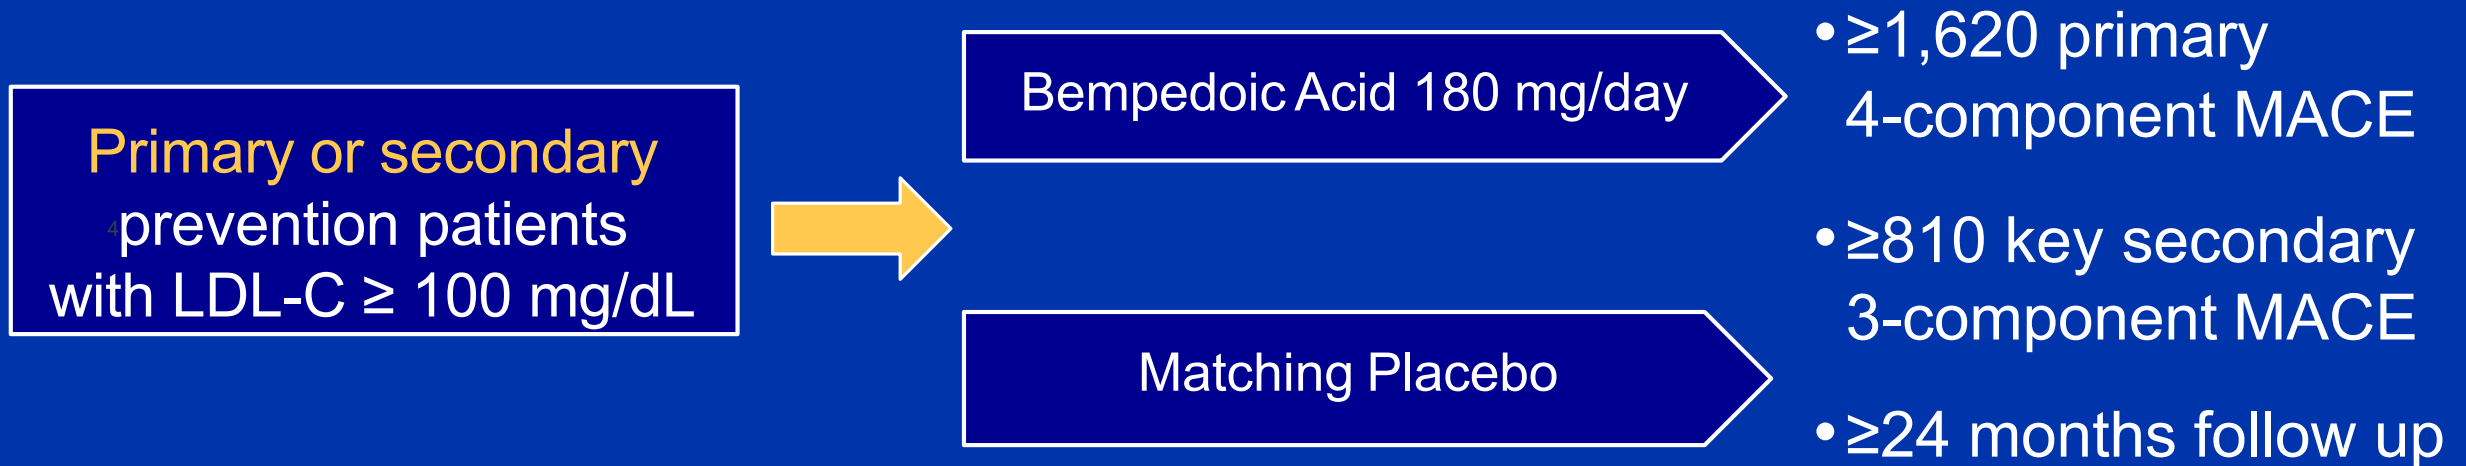 Primary or secondary
4
prevention patients
with LDL-C ≥ 100 mg/dL
Bempedoic Acid 180 mg/day
Matching Placebo
•≥1,620 primary
4-component MACE
•≥810 key secondary
3-component MACE
•≥24 months follow up